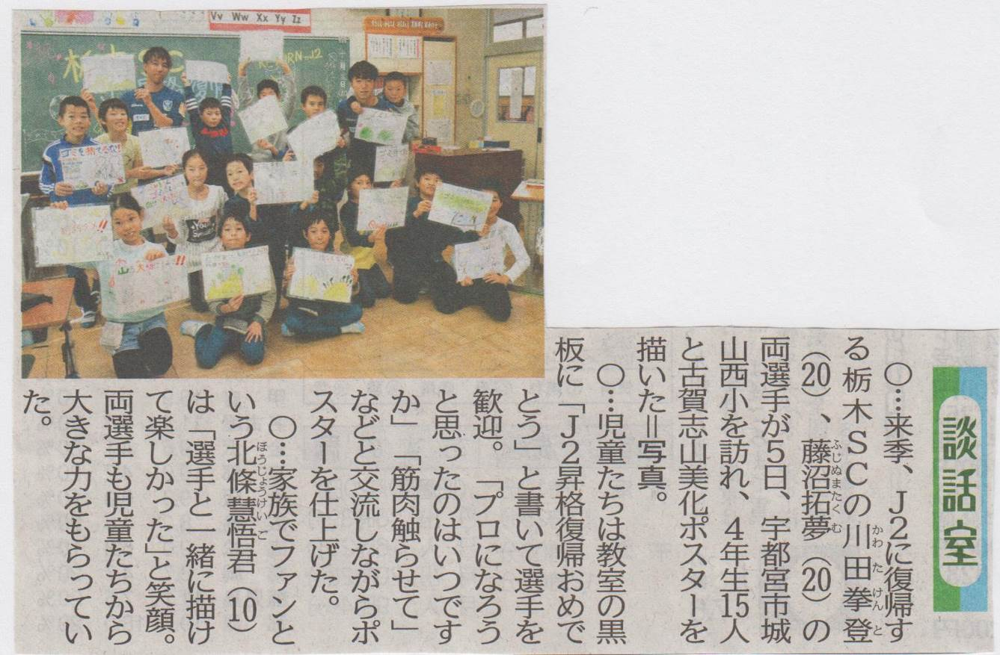 Vv Ww Xx Yy Zz
栃木SC
RETURN J2
ゴミを捨てるな!
談話室
○…来季、J2に復帰す
る栃木SCの川田拳登
(20)、藤沼拓夢(20)の
両選手が5日、宇都宮市城
山西小を訪れ、4年生15人
と古賀志山美化ポスターを
描いた＝写真。
○…児童たちは教室の黒
板に「J2昇格復帰おめで
とう」と書いて選手を
歓迎。「プロになろう
と思ったのはいつです
か」「筋肉触らせて」
などと交流しながらポ
スターを仕上げた。
○…家族でファンと
いう北條慧悟君(10)
は「選手と一緒に描け
て楽しかった」と笑顔。
両選手も児童たちから
大きな力をもらってい
た。